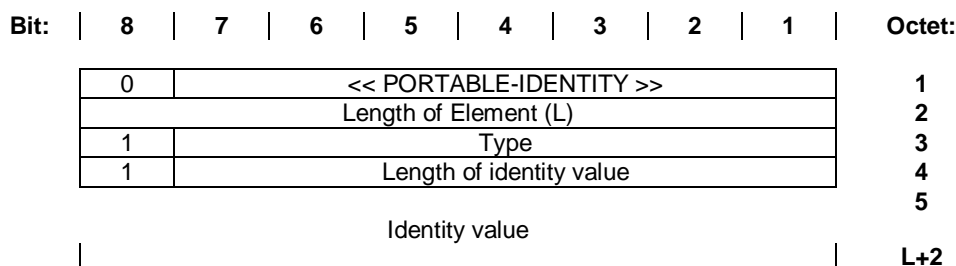 Bit: 8 7 6 5 4 3 2 1 Octet:
0 << PORTABLE-IDENTITY >> 1
Length of Element (L) 2
1 Type 3
1 Length of identity value 4
5
Identity value
L+2